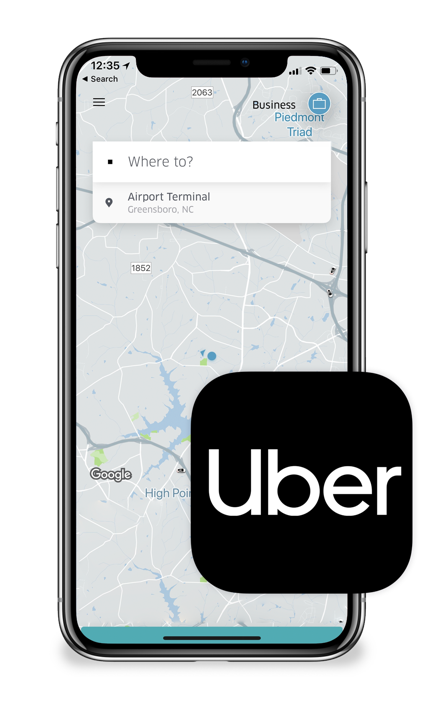 12:35
◀ Search
2063
Business
Piedmont
Triad
Where to?
Airport Terminal
Greensboro, NC
1852
Google
High Poi
Uber